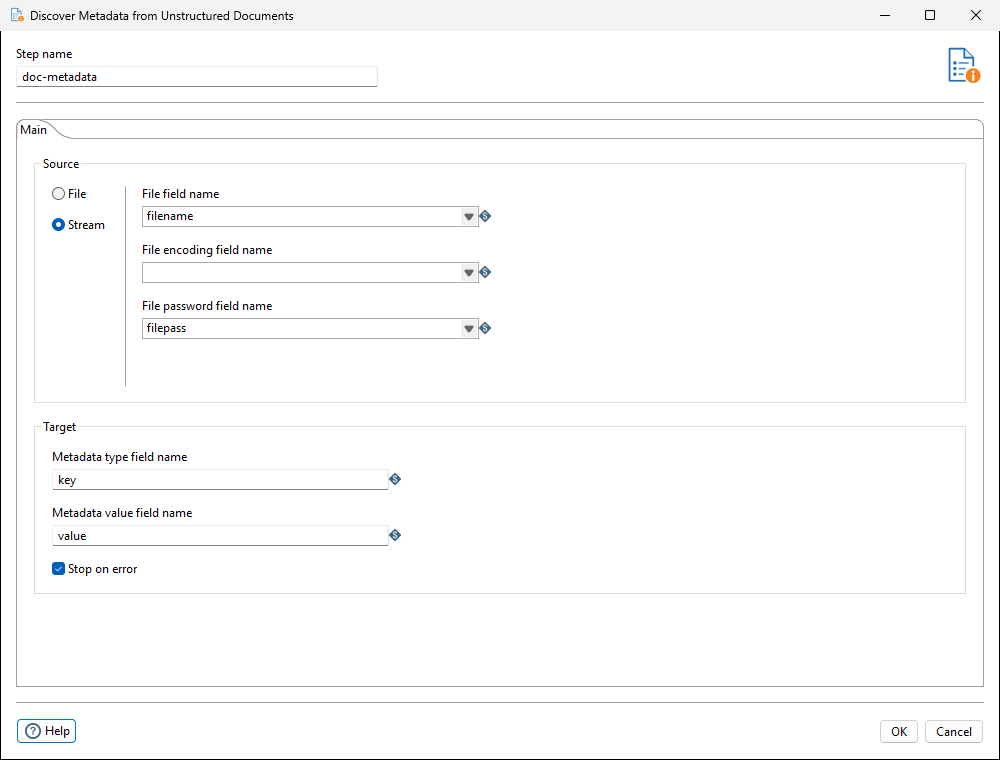 Discover Metadata from Unstructured Documents
Step name
doc-metadata
Main
Source
File
Stream
File field name
filename
File encoding field name
File password field name
filepass
Target
Metadata type field name
key
Metadata value field name
value
Stop on error
Help
OK
Cancel